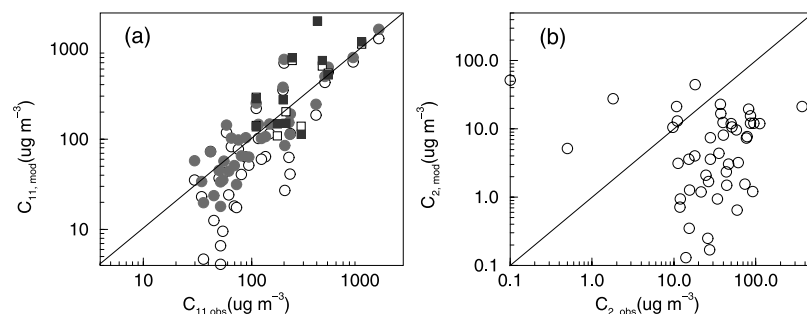 (a)
1000
100
10
C11, mod(ug m⁻³)
10
100
1000
C11,obs(ug m⁻³)
(b)
100.0
10.0
1.0
0.1
C2, mod(ug m⁻³)
0.1
1.0
10.0
100.0
C2, obs(ug m⁻³)